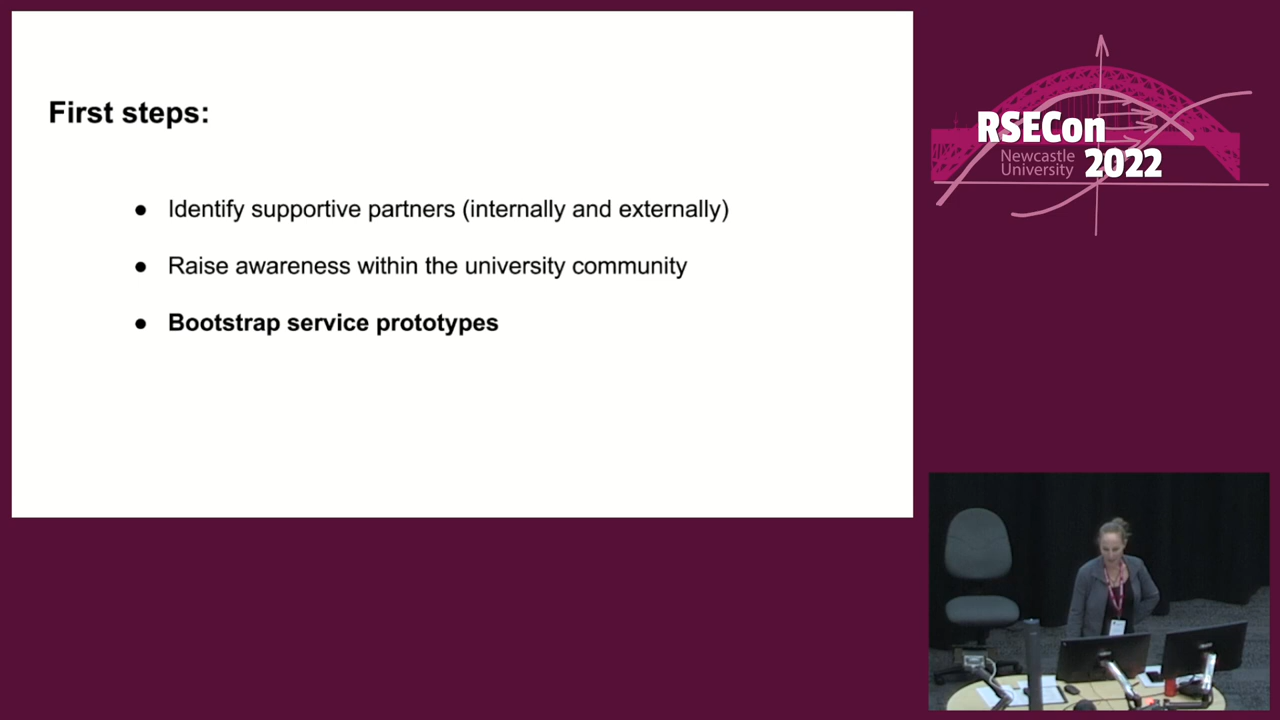 First steps:
● Identify supportive partners (internally and externally)
● Raise awareness within the university community
● Bootstrap service prototypes
RSECon
Newcastle
University
2022